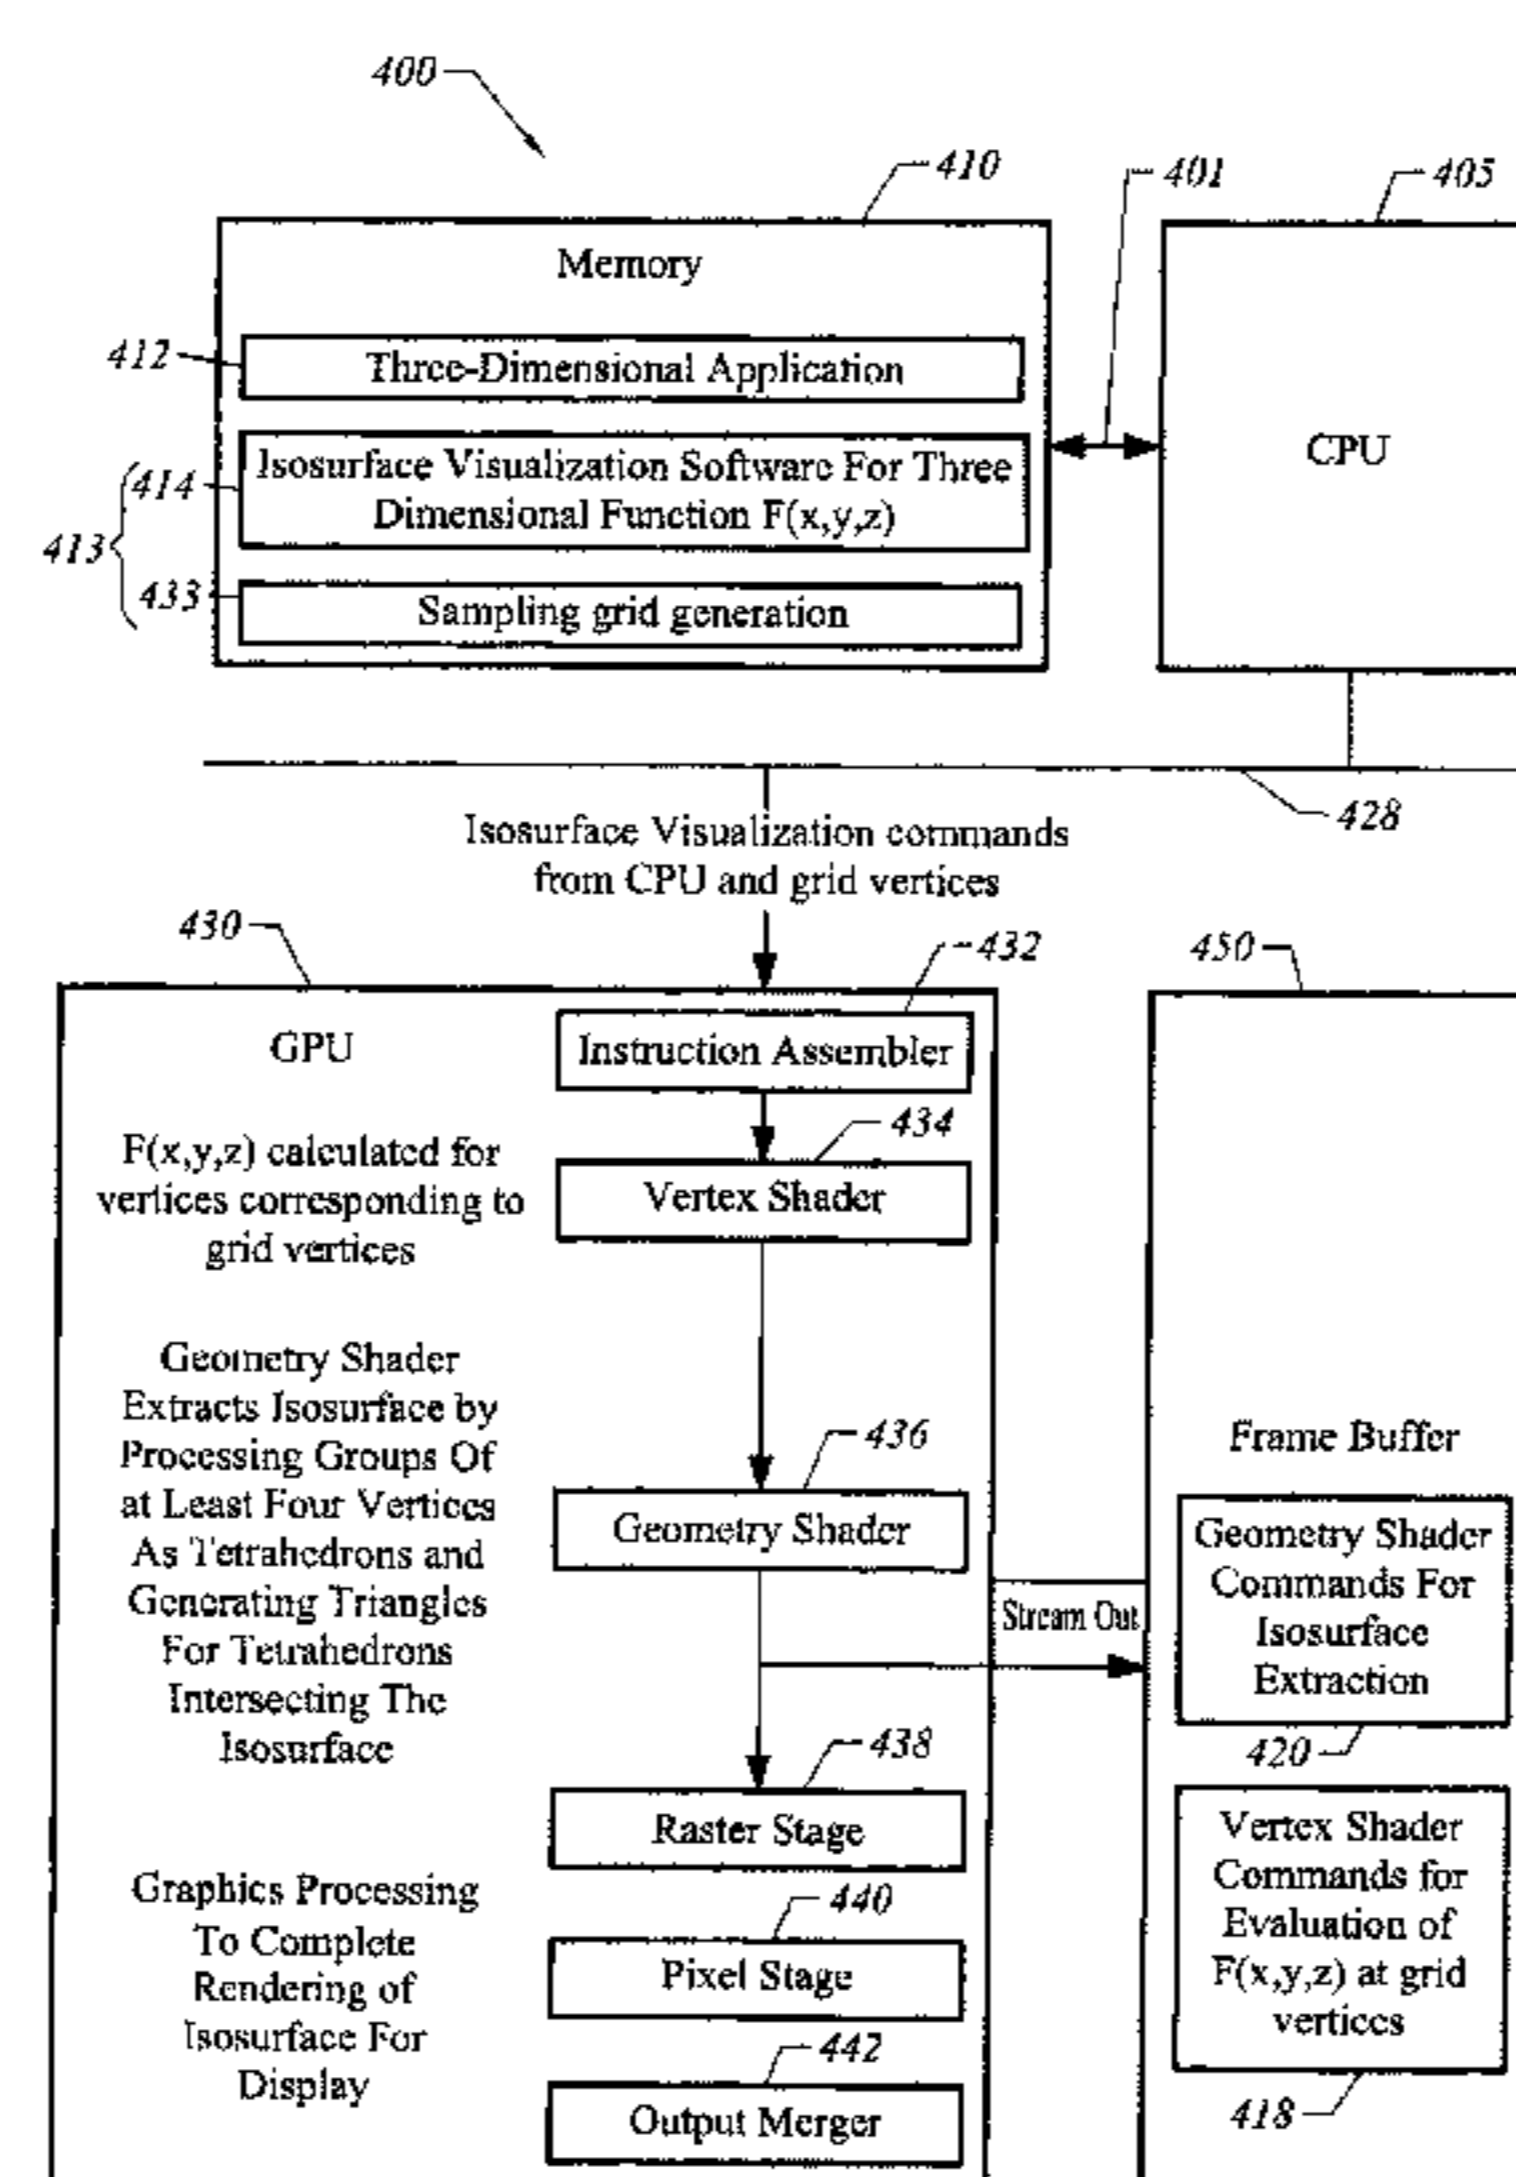 400
410
401
405
Memory
412
Three-Dimensional Application
CPU
414
Isosurface Visualization Software For Three
Dimensional Function F(x,y,z)
413
433
Sampling grid generation
428
Isosurface Visualization commands
from CPU and grid vertices
430
432
450
GPU
Instruction Assembler
434
F(x,y,z) calculated for
vertices corresponding to
grid vertices
Vertex Shader
Geometry Shader
Extracts Isosurface by
Processing Groups Of
at Least Four Vertices
As Tetrahedrons and
Generating Triangles
For Tetrahedrons
Intersecting The
Isosurface
436
Geometry Shader
Stream Out
Frame Buffer
Geometry Shader
Commands For
Isosurface
Extraction
420
438
Raster Stage
Graphics Processing
To Complete
Rendering of
Isosurface For
Display
440
Pixel Stage
442
Output Merger
Vertex Shader
Commands for
Evaluation of
F(x,y,z) at grid
vertices
418